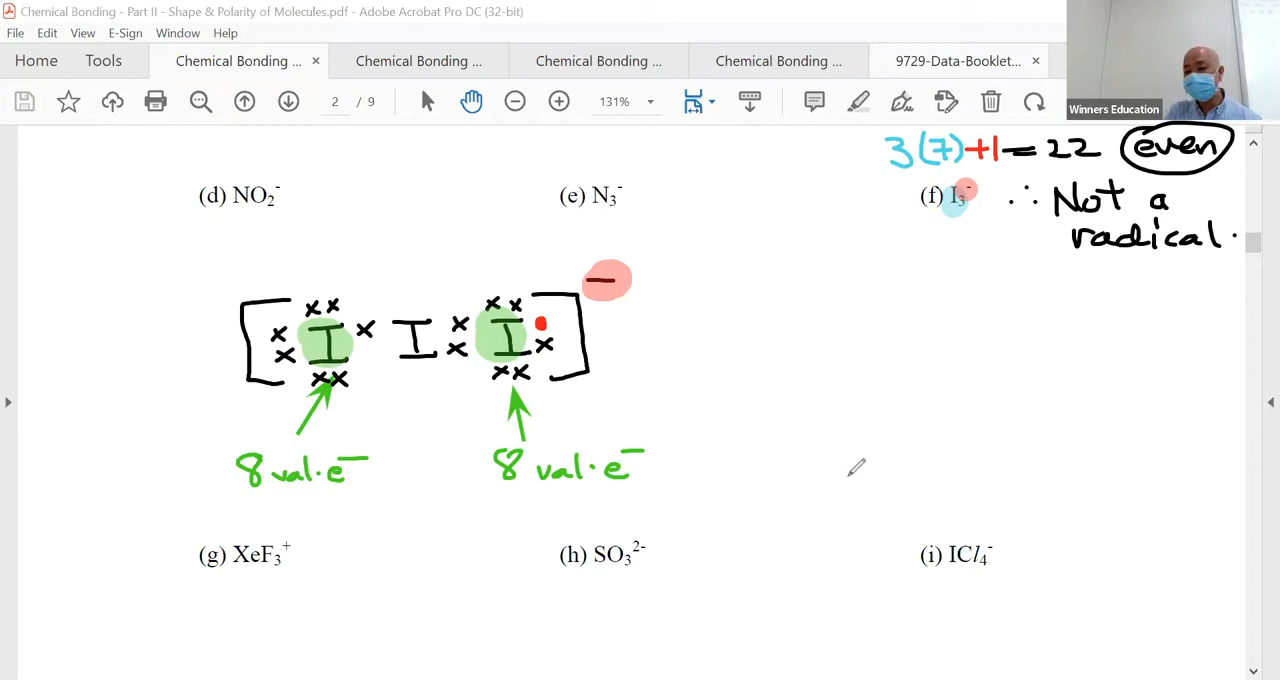 Chemical Bonding - Part II - Shape & Polarity of Molecules.pdf - Adobe Acrobat Pro DC (32-bit)
File Edit View E-Sign Window Help
Home Tools Chemical Bonding ... × Chemical Bonding ... Chemical Bonding ... Chemical Bonding ... 9729-Data-Booklet... ×
2 / 9 131%
Winners Education
3(7)+1=22 even
(d) NO₂⁻ (e) N₃⁻ (f) I₃⁻ ∴ Not a
radical.
[ I I I ]⁻
8 val. e⁻ 8 val. e⁻
(g) XeF₃⁺ (h) SO₃²⁻ (i) ICl₄⁻